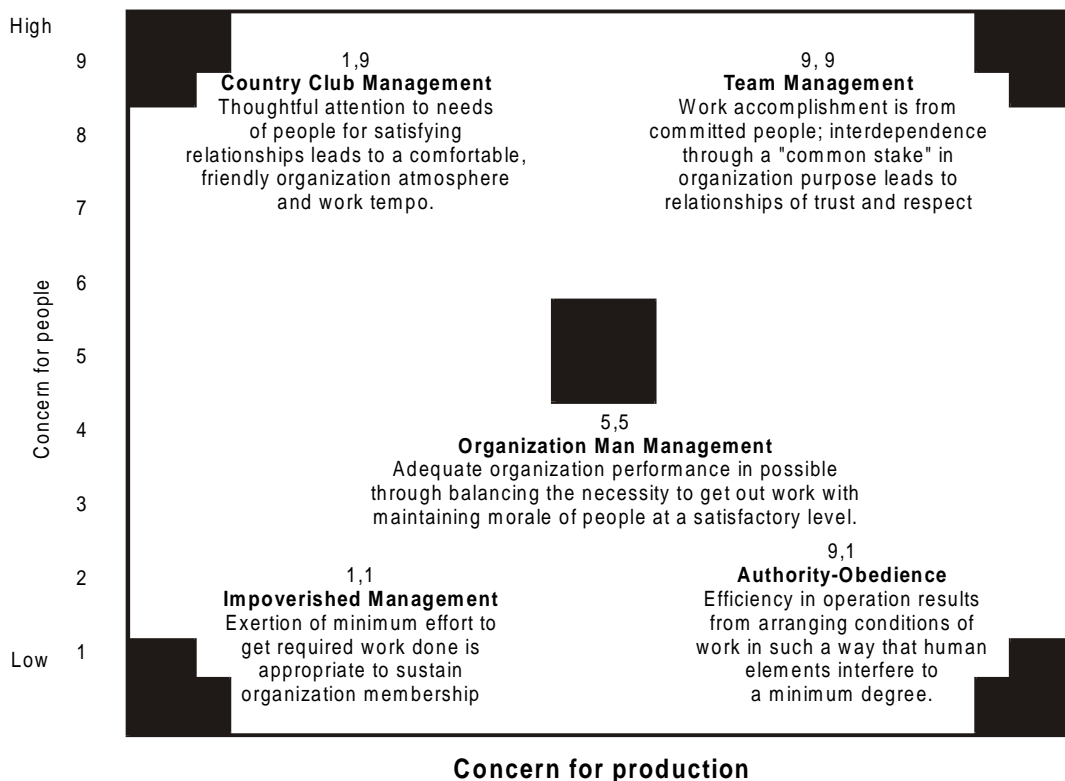 High
9
8
7
6
5
4
3
2
1
Low
Concern for people
1,9
Country Club Management
Thoughtful attention to needs
of people for satisfying
relationships leads to a comfortable,
friendly organization atmosphere
and work tempo.
9, 9
Team Management
Work accomplishment is from
committed people; interdependence
through a "common stake" in
organization purpose leads to
relationships of trust and respect
5,5
Organization Man Management
Adequate organization performance in possible
through balancing the necessity to get out work with
maintaining morale of people at a satisfactory level.
1,1
Impoverished Management
Exertion of minimum effort to
get required work done is
appropriate to sustain
organization membership
9,1
Authority-Obedience
Efficiency in operation results
from arranging conditions of
work in such a way that human
elements interfere to
a minimum degree.
Concern for production